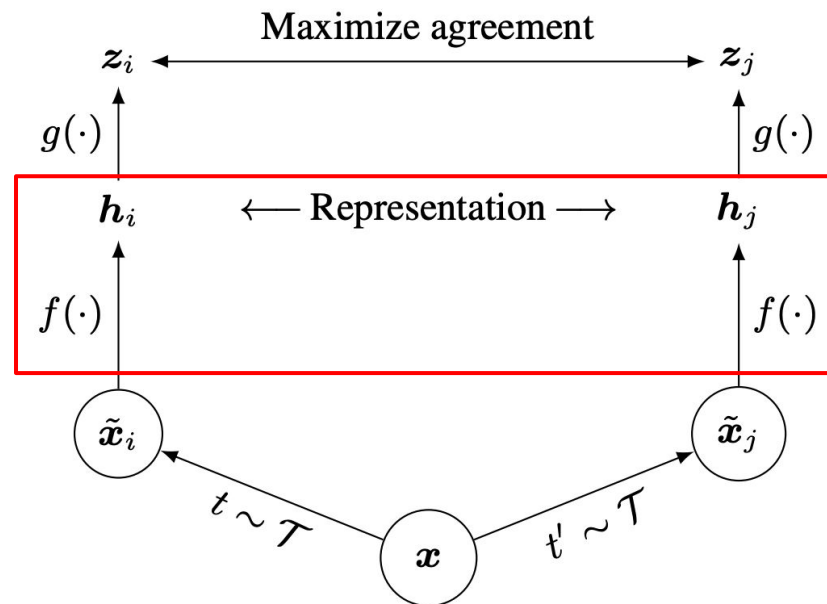 Maximize agreement
z_i z_j
g(·) g(·)
h_i ⟵ Representation ⟶ h_j
f(·) f(·)
x̃_i x̃_j
t ∼ 𝒯 t′ ∼ 𝒯
x